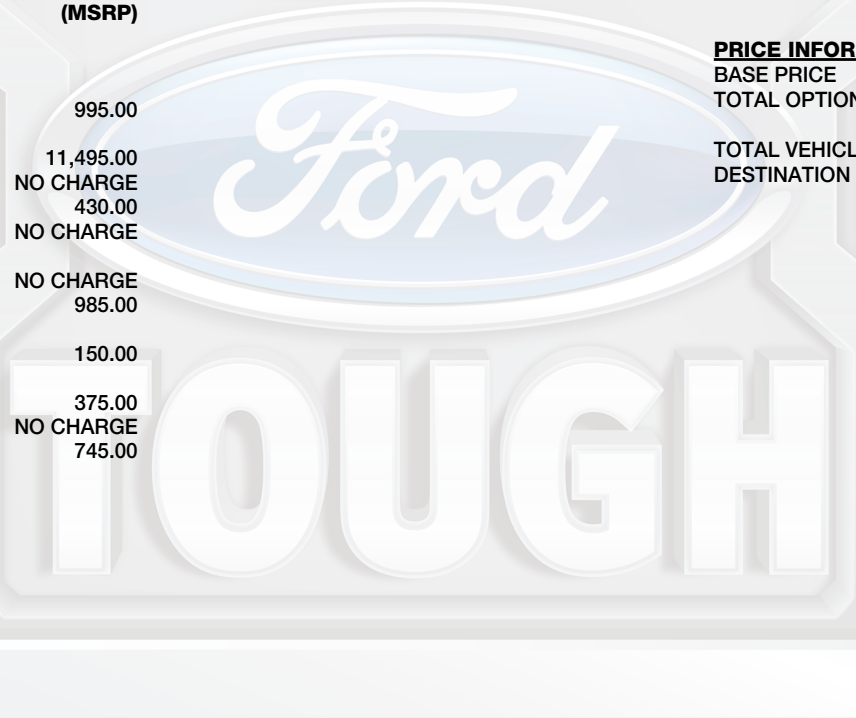 (MSRP)
995.00
11,495.00
NO CHARGE
430.00
NO CHARGE
NO CHARGE
985.00
150.00
375.00
NO CHARGE
745.00
PRICE INFOR
BASE PRICE
TOTAL OPTION
TOTAL VEHICL
DESTINATION
Ford
TOUGH